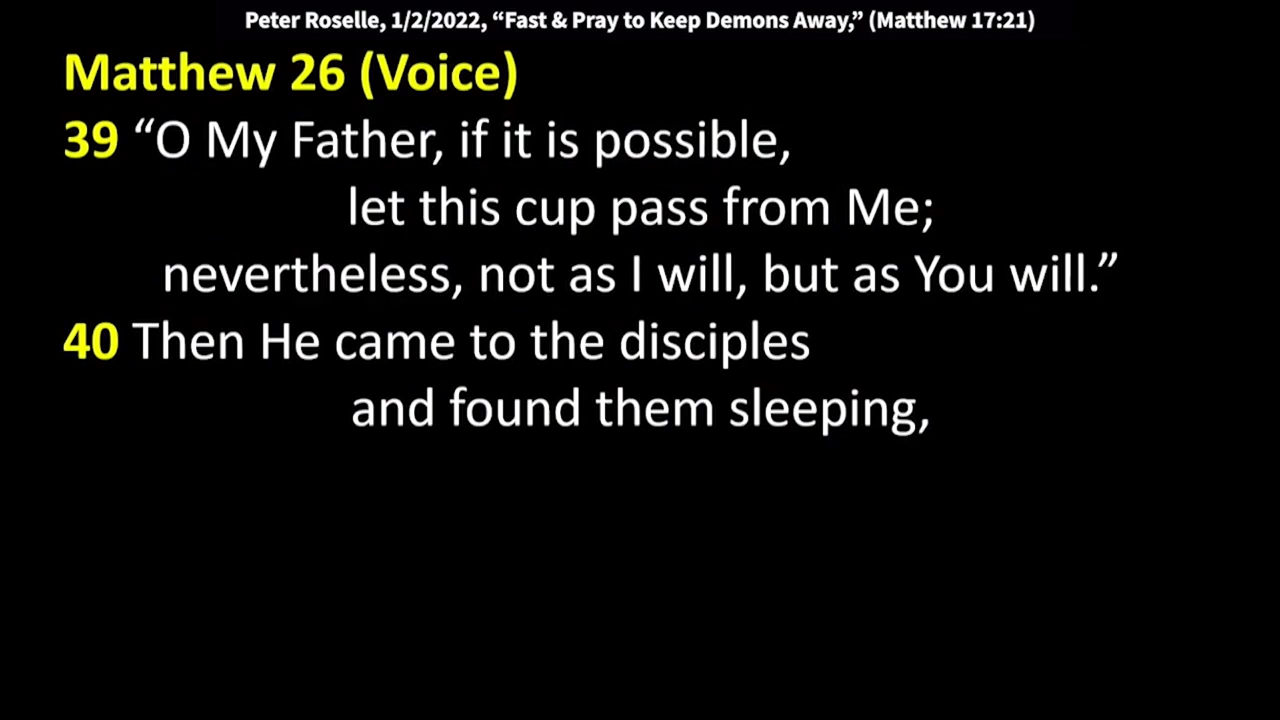 Peter Roselle, 1/2/2022, “Fast & Pray to Keep Demons Away,” (Matthew 17:21)
Matthew 26 (Voice)
39 “O My Father, if it is possible,
let this cup pass from Me;
nevertheless, not as I will, but as You will.”
40 Then He came to the disciples
and found them sleeping,